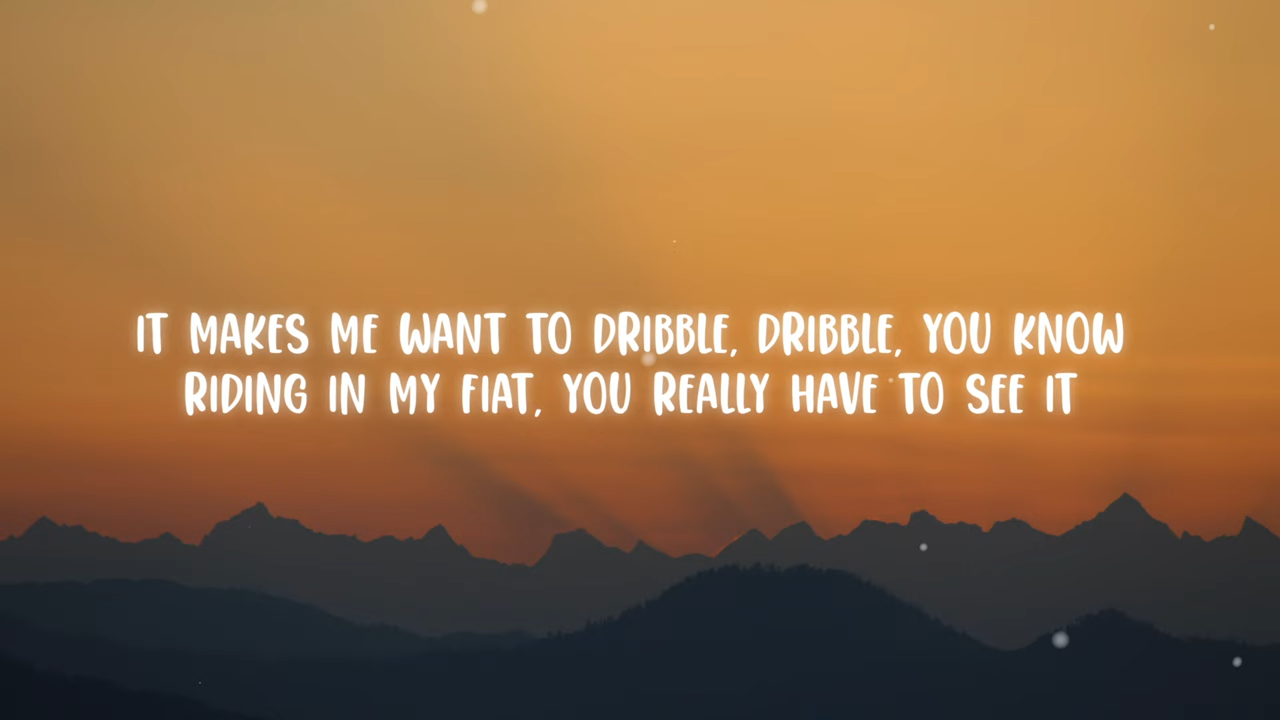 IT MAKES ME WANT TO DRIBBLE, DRIBBLE, YOU KNOW
RIDING IN MY FIAT, YOU REALLY HAVE TO SEE IT